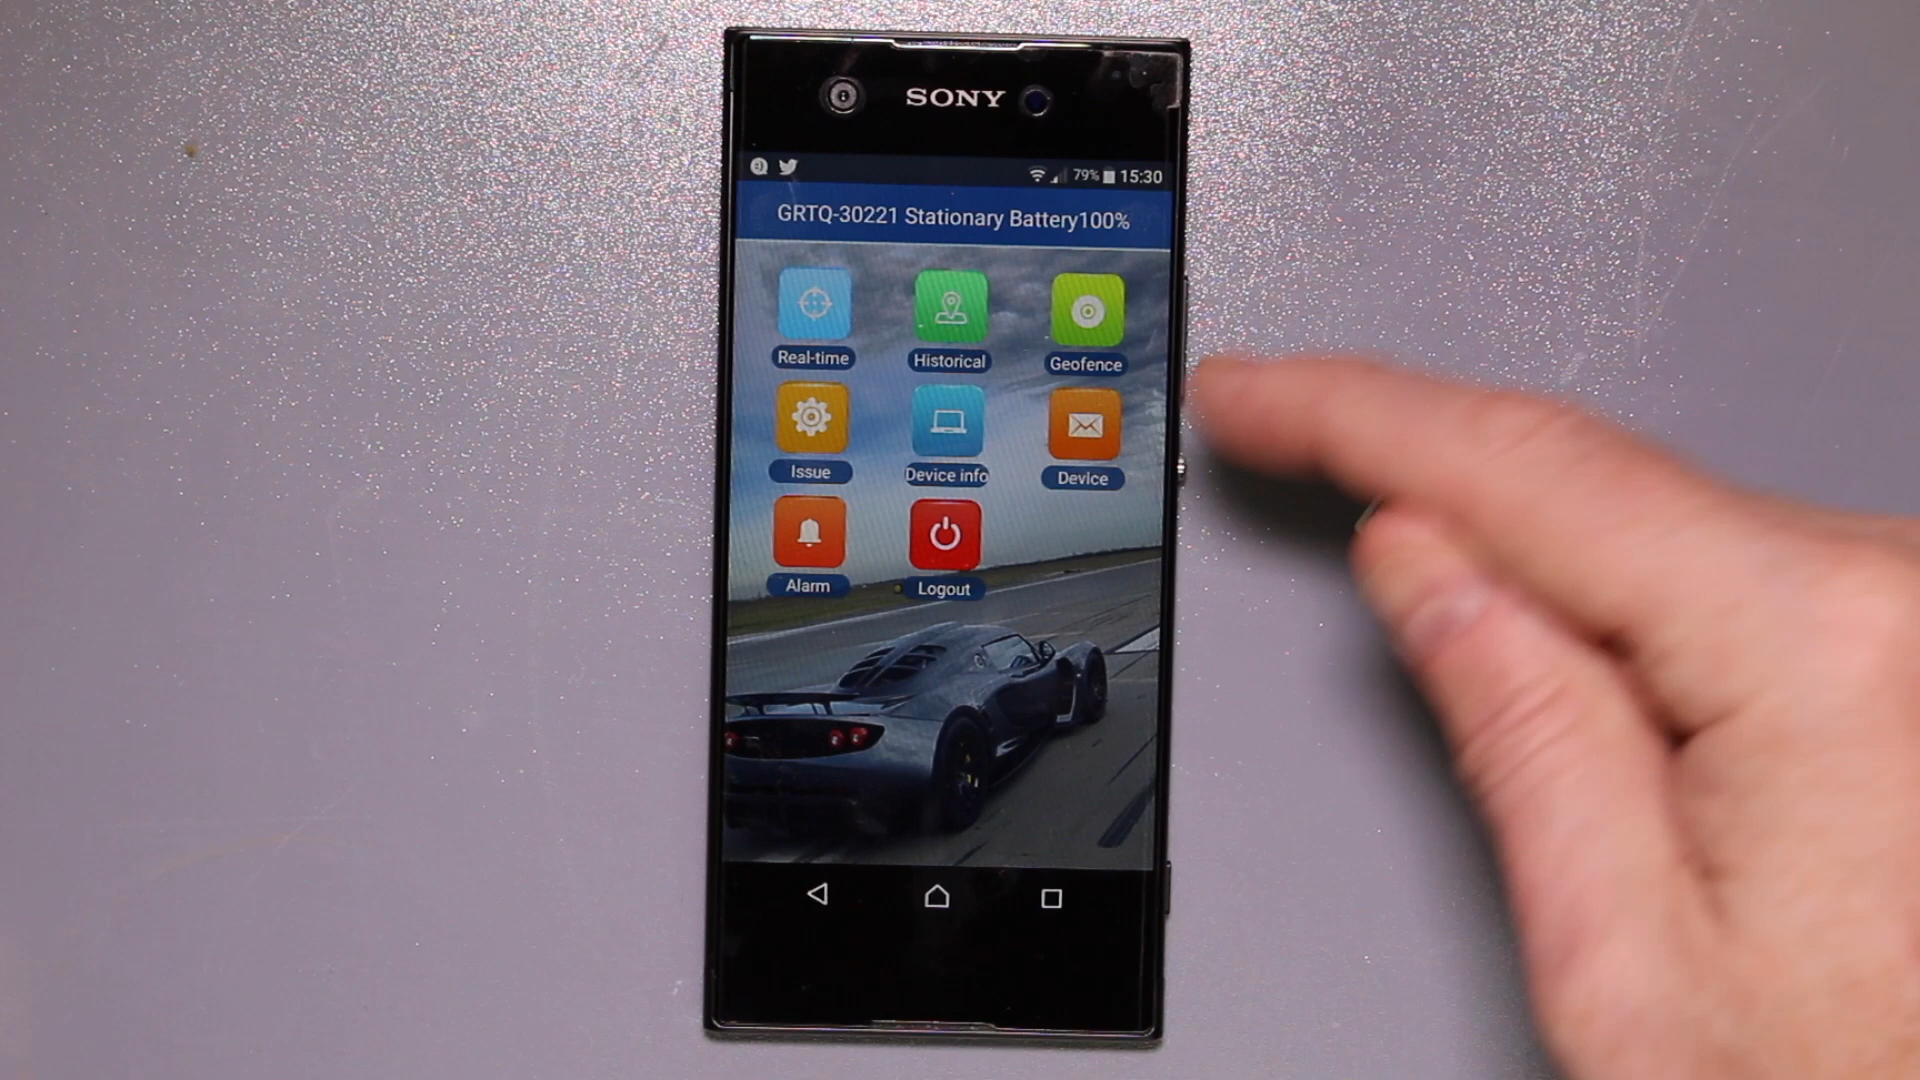 SONY
79% 15:30
GRTQ-30221 Stationary Battery100%
Real-time Historical Geofence
Issue Device info Device
Alarm Logout